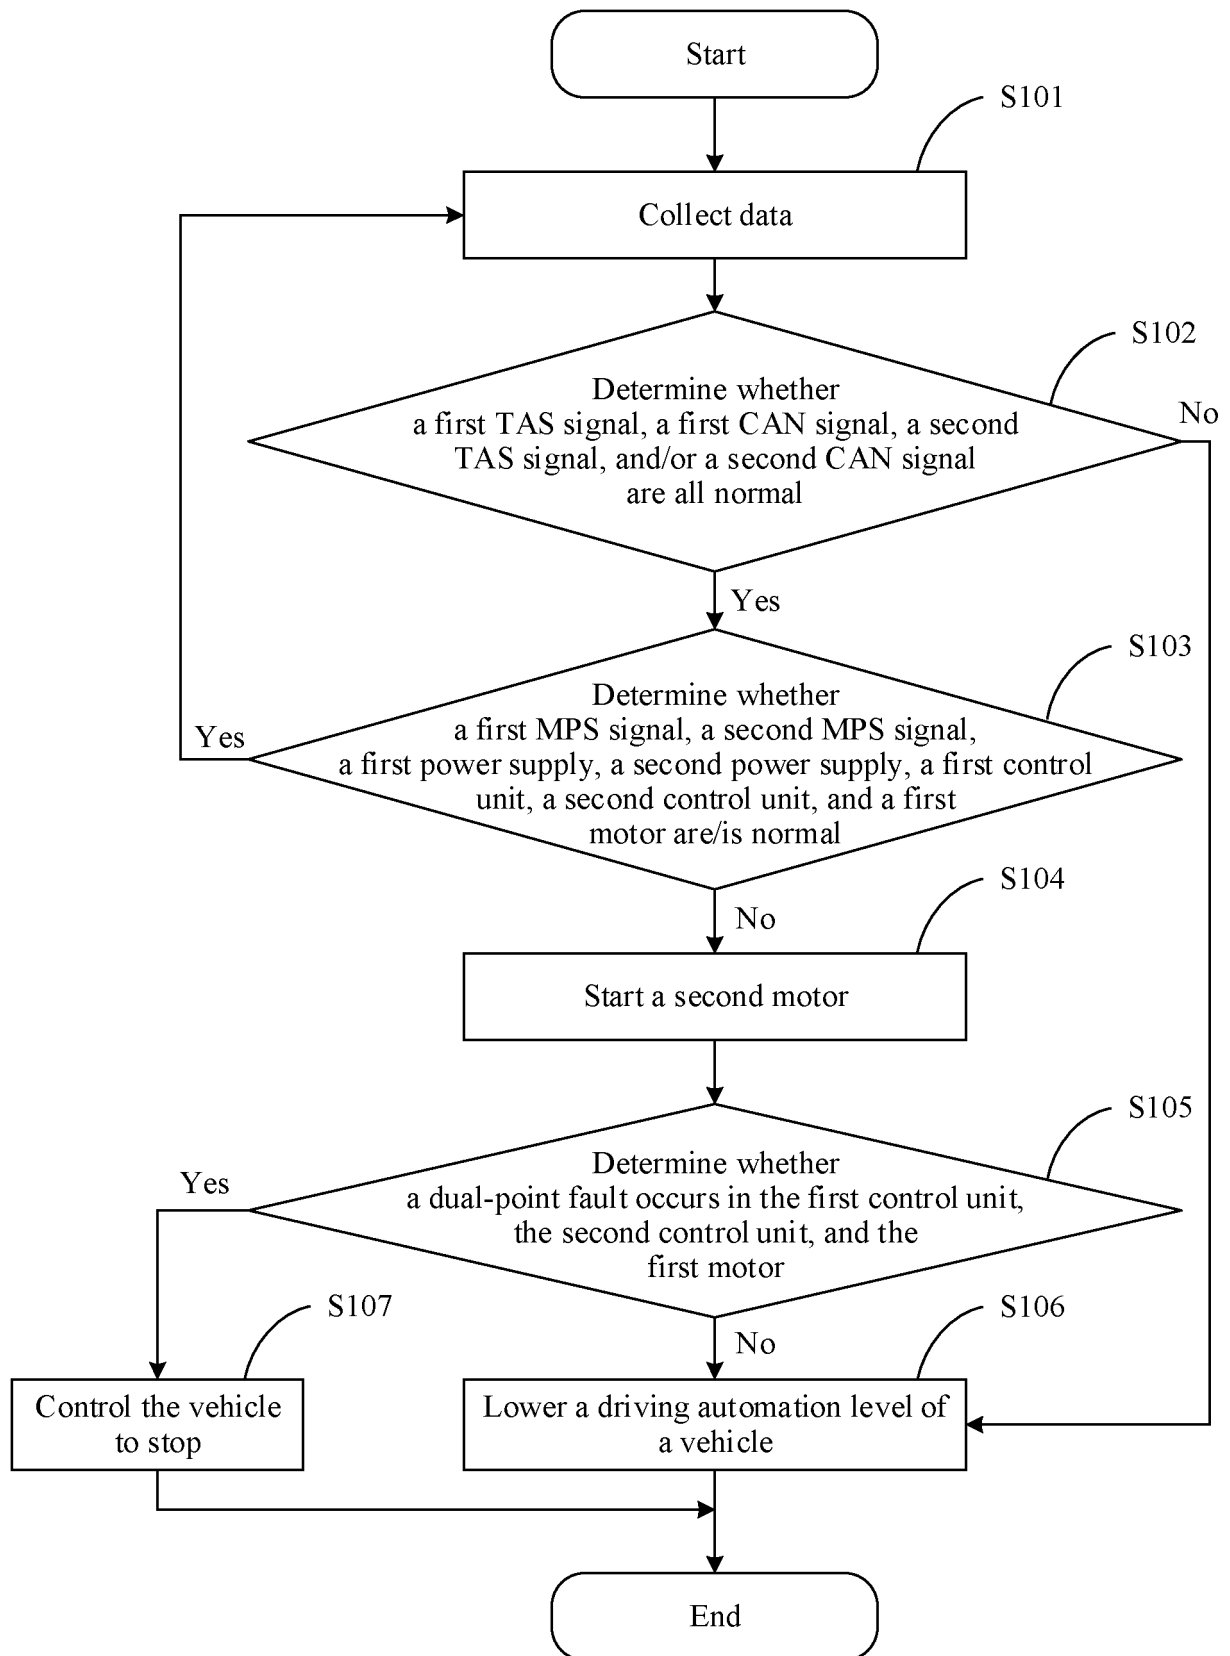 Start
S101
Collect data
S102
Determine whether
a first TAS signal, a first CAN signal, a second
TAS signal, and/or a second CAN signal
are all normal
No
Yes
S103
Determine whether
a first MPS signal, a second MPS signal,
a first power supply, a second power supply, a first control
unit, a second control unit, and a first
motor are/is normal
Yes
No
S104
Start a second motor
S105
Determine whether
a dual-point fault occurs in the first control unit,
the second control unit, and the
first motor
Yes
No
S107
Control the vehicle
to stop
S106
Lower a driving automation level of
a vehicle
End